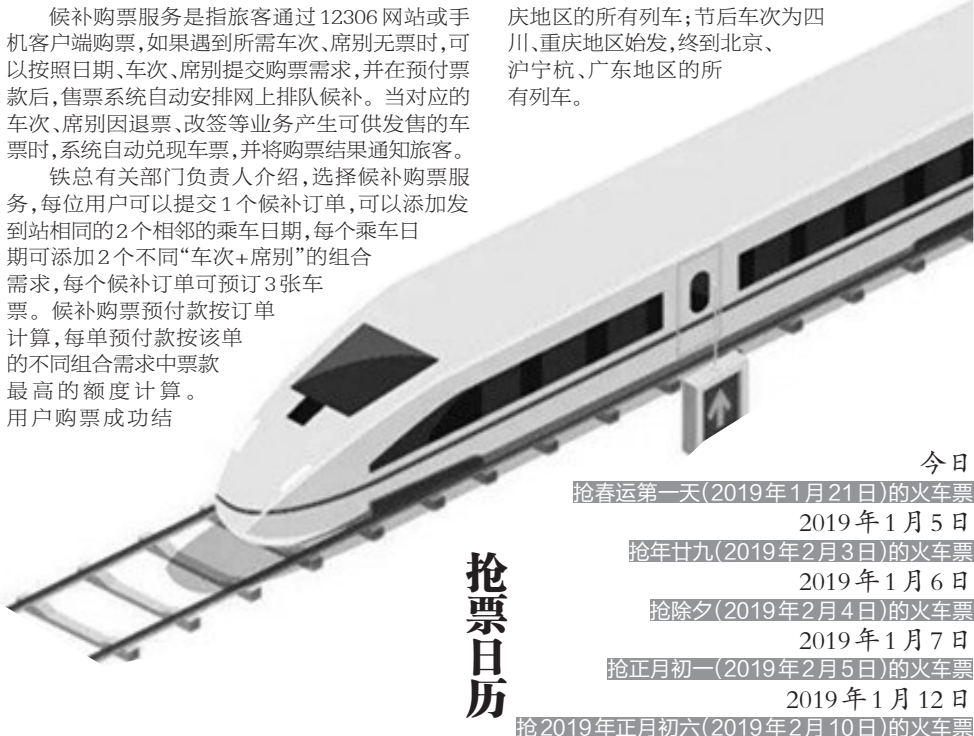 候补购票服务是指旅客通过12306网站或手
机客户端购票,如果遇到所需车次、席别无票时,可
以按照日期、车次、席别提交购票需求,并在预付票
款后,售票系统自动安排网上排队候补。当对应的
车次、席别因退票、改签等业务产生可供发售的车
票时,系统自动兑现车票,并将购票结果通知旅客。
铁总有关部门负责人介绍,选择候补购票服
务,每位用户可以提交1个候补订单,可以添加发
到站相同的2个相邻的乘车日期,每个乘车日
期可添加2个不同“车次+席别”的组合
需求,每个候补订单可预订3张车
票。候补购票预付款按订单
计算,每单预付款按该单
的不同组合需求中票款
最高的额度计算。
用户购票成功结
庆地区的所有列车;节后车次为四
川、重庆地区始发,终到北京、
沪宁杭、广东地区的所
有列车。
抢票日历
今日
抢春运第一天(2019年1月21日)的火车票
2019年1月5日
抢年廿九(2019年2月3日)的火车票
2019年1月6日
抢除夕(2019年2月4日)的火车票
2019年1月7日
抢正月初一(2019年2月5日)的火车票
2019年1月12日
抢2019年正月初六(2019年2月10日)的火车票